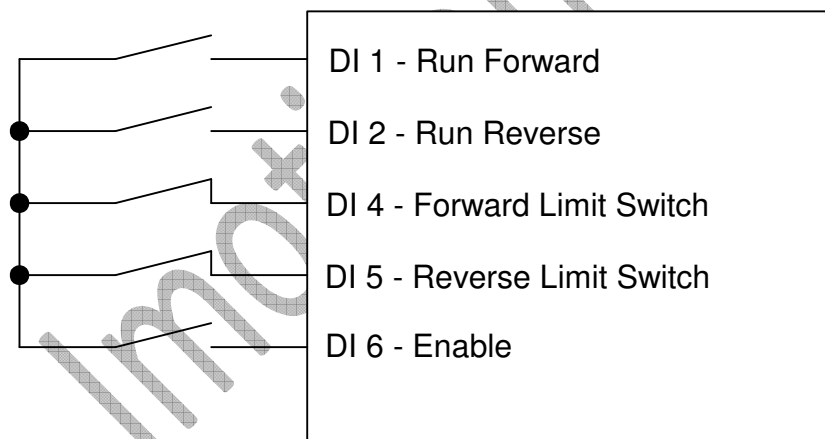 DI 1 - Run Forward
DI 2 - Run Reverse
DI 4 - Forward Limit Switch
DI 5 - Reverse Limit Switch
DI 6 - Enable